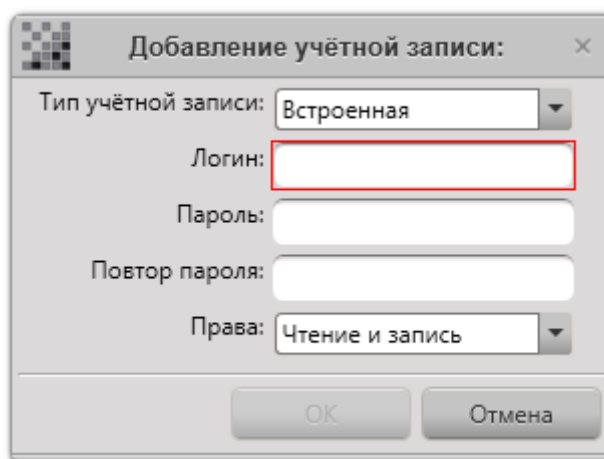 Добавление учётной записи:
Тип учётной записи: Встроенная
Логин:
Пароль:
Повтор пароля:
Права: Чтение и запись
OK Отмена